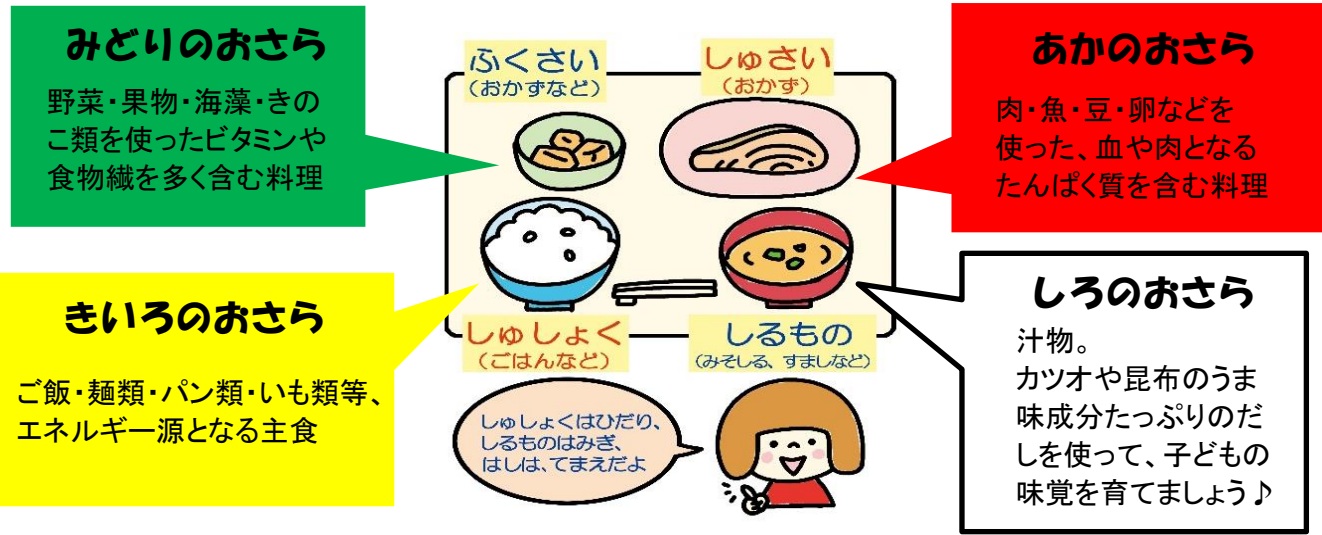 みどりのおさら
野菜・果物・海藻・きの
こ類を使ったビタミンや
食物繊を多く含む料理
ふくさい
(おかずなど)
しゅさい
(おかず)
あかのおさら
肉・魚・豆・卵などを
使った、血や肉となる
たんぱく質を含む料理
きいろのおさら
ご飯・麺類・パン類・いも類等、
エネルギー源となる主食
しゅしょく
(ごはんなど)
しるもの
(みそしる、すましなど)
しろのおさら
汁物。
カツオや昆布のうま
味成分たっぷりのだ
しを使って、子どもの
味覚を育てましょう♪
しゅしょくはひだり、
しるものはみぎ、
はしは、てまえだよ